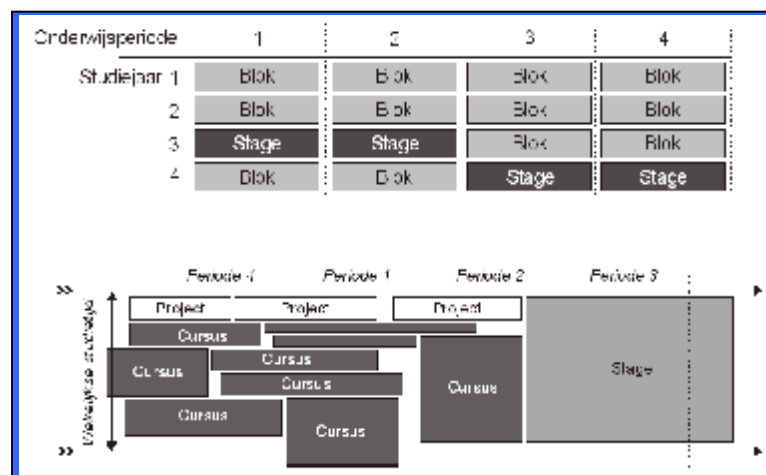 Onderwijsperiode 1 2 3 4
Studiejaar 1 Blok Blok Blok Blok
2 Blok Blok Blok Blok
3 Stage Stage Blok Blok
4 Blok Blok Stage Stage
Periode 4 Periode 1 Periode 2 Periode 3
»
Project Project Project
Cursus
Cursus Cursus Cursus Stage
Cursus
Cursus Cursus
»